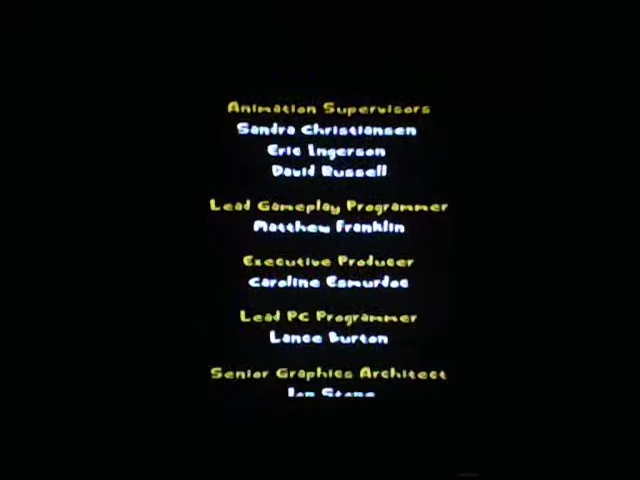 Animation Supervisors
Sandra Christiansen
Eric Ingerson
David Russell
Lead Gameplay Programmer
Matthew Franklin
Executive Producer
Caroline Esmurdoc
Lead PC Programmer
Lance Burton
Senior Graphics Architect